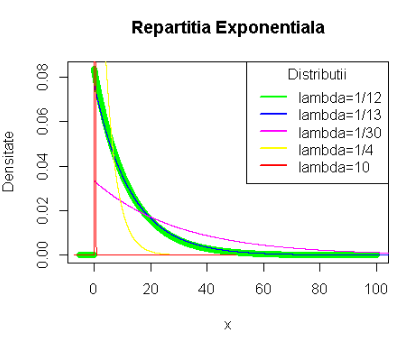 Repartitia Exponentiala
Densitate
0.08
0.06
0.04
0.02
0.00
Distributii
lambda=1/12
lambda=1/13
lambda=1/30
lambda=1/4
lambda=10
0 20 40 60 80 100
x